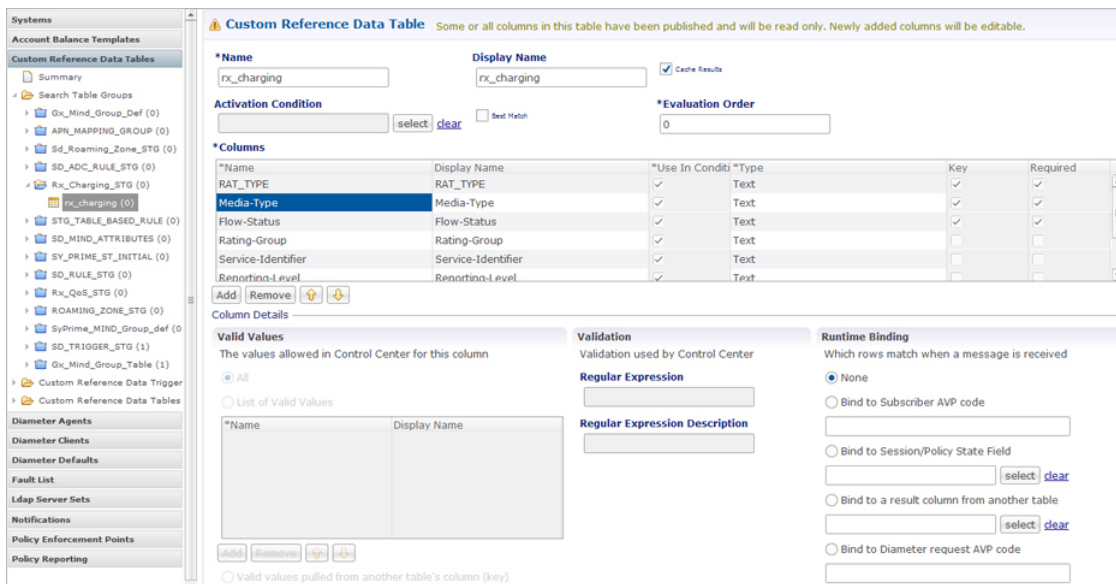 Systems
Account Balance Templates
Custom Reference Data Tables
Summary
Search Table Groups
Gx_Mind_Group_Def (0)
APN_MAPPING_GROUP (0)
Sd_Roaming_Zone_STG (0)
SD_ADC_RULE_STG (0)
Rx_Charging_STG (0)
rx_charging (0)
STG_TABLE_BASED_RULE (0)
SD_MIND_ATTRIBUTES (0)
SY_PRIME_ST_INITIAL (0)
SD_RULE_STG (0)
Rx_QoS_STG (0)
ROAMING_ZONE_STG (0)
SyPrime_MIND_Group_def (0
SD_TRIGGER_STG (1)
Gx_Mind_Group_Table (1)
Custom Reference Data Trigger
Custom Reference Data Tables
Diameter Agents
Diameter Clients
Diameter Defaults
Fault List
Ldap Server Sets
Notifications
Policy Enforcement Points
Policy Reporting
Custom Reference Data Table Some or all columns in this table have been published and will be read only. Newly added columns will be editable.
*Name Display Name
rx_charging rx_charging Cache Results
Activation Condition *Evaluation Order
select clear Best Match 0
*Columns
*Name Display Name *Use In Conditi *Type Key Required
RAT_TYPE RAT_TYPE Text
Media-Type Media-Type Text
Flow-Status Flow-Status Text
Rating-Group Rating-Group Text
Service-Identifier Service-Identifier Text
Reporting-Level Reporting-Level Text
Add Remove
Column Details
Valid Values
The values allowed in Control Center for this column
All
List of Valid Values
*Name Display Name
Add Remove
Valid values pulled from another table's column (key)
Validation
Validation used by Control Center
Regular Expression
Regular Expression Description
Runtime Binding
Which rows match when a message is received
None
Bind to Subscriber AVP code
Bind to Session/Policy State Field
select clear
Bind to a result column from another table
select clear
Bind to Diameter request AVP code